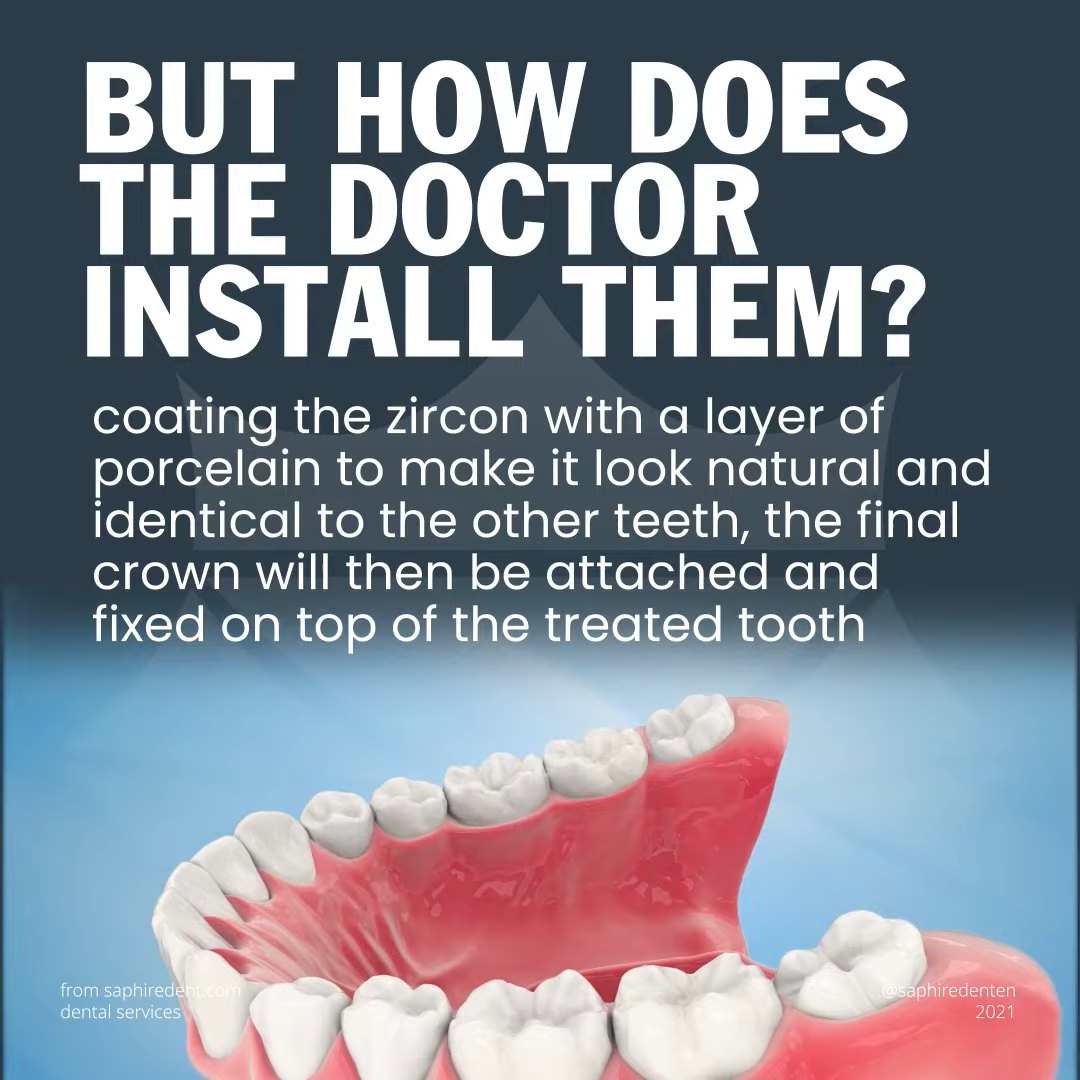 BUT HOW DOES
THE DOCTOR
INSTALL THEM?
coating the zircon with a layer of
porcelain to make it look natural and
identical to the other teeth, the final
crown will then be attached and
fixed on top of the treated tooth
from saphiredent.com
dental services
@saphiredenten
2021